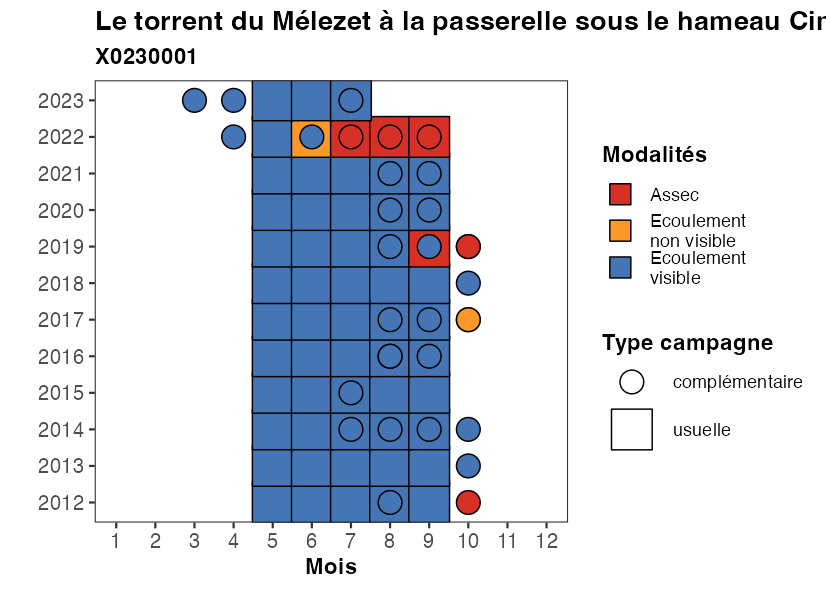 Le torrent du Mélezet à la passerelle sous le hameau Cir
X0230001
2023
2022
2021
2020
2019
2018
2017
2016
2015
2014
2013
2012
1 2 3 4 5 6 7 8 9 10 11 12
Mois
Modalités
Assec
Ecoulement
non visible
Ecoulement
visible
Type campagne
complémentaire
usuelle